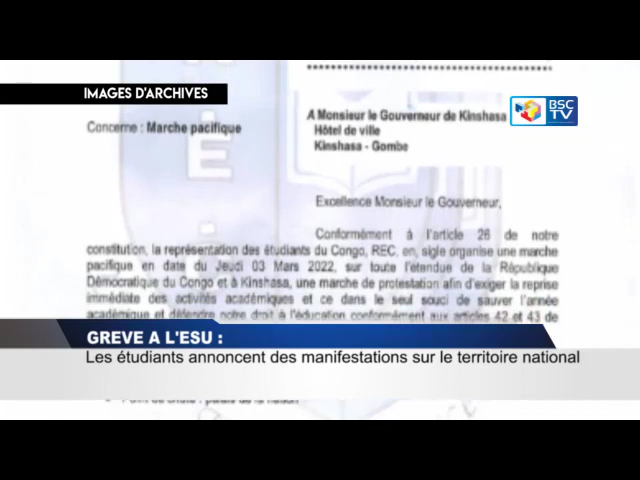 IMAGES D'ARCHIVES
BSC
TV
A Monsieur le Gouverneur de Kinshasa
Hôtel de ville
Kinshasa - Gombe
Concerne : Marche pacifique
Excellence Monsieur le Gouverneur,
Conformément à l'article 26 de notre
constitution, la représentation des étudiants du Congo, REC, en, sigle organise une marche
pacifique en date du Jeudi 03 Mars 2022, sur toute l'étendue de la République
Démocratique du Congo et à Kinshasa, une marche de protestation afin d'exiger la reprise
immédiate des activités académiques et ce dans le seul souci de sauver l'année
académique et défendre notre droit à l'éducation conformément aux articles 42 et 43 de
GREVE A L'ESU :
Les étudiants annoncent des manifestations sur le territoire national
palais de la nation